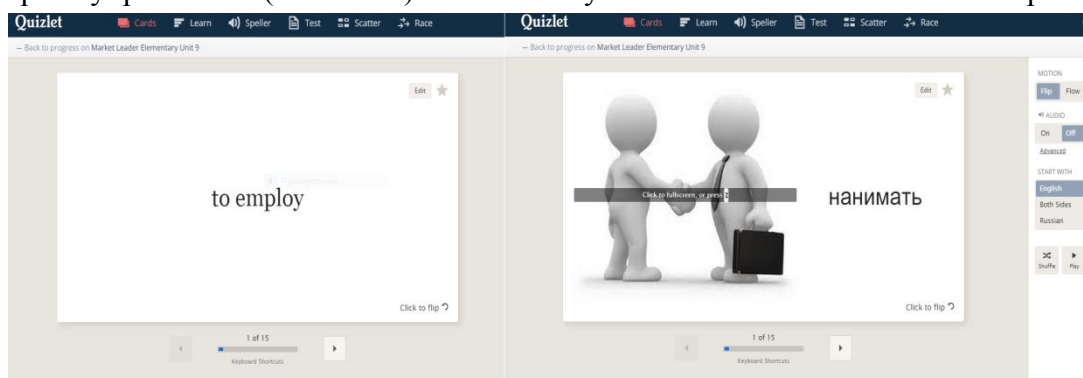 Quizlet Cards Learn Speller Test Scatter Race
– Back to progress on Market Leader Elementary Unit 9
Edit
to employ
Click to flip
1 of 15
Keyboard Shortcuts
Quizlet Cards Learn Speller Test Scatter Race
– Back to progress on Market Leader Elementary Unit 9
Edit
Click to fullscreen, or press f
нанимать
Click to flip
1 of 15
Keyboard Shortcuts
MOTION
Flip Flow
AUDIO
On Off
Advanced
START WITH
English
Both Sides
Russian
Shuffle Play